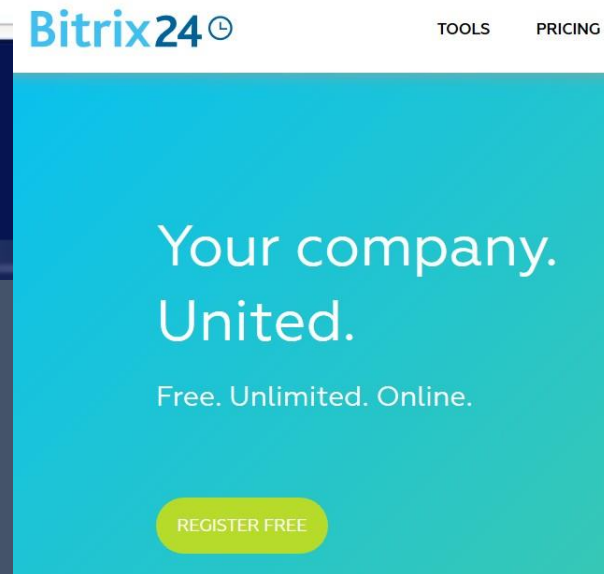 Bitrix24
TOOLS PRICING
Your company.
United.
Free. Unlimited. Online.
REGISTER FREE